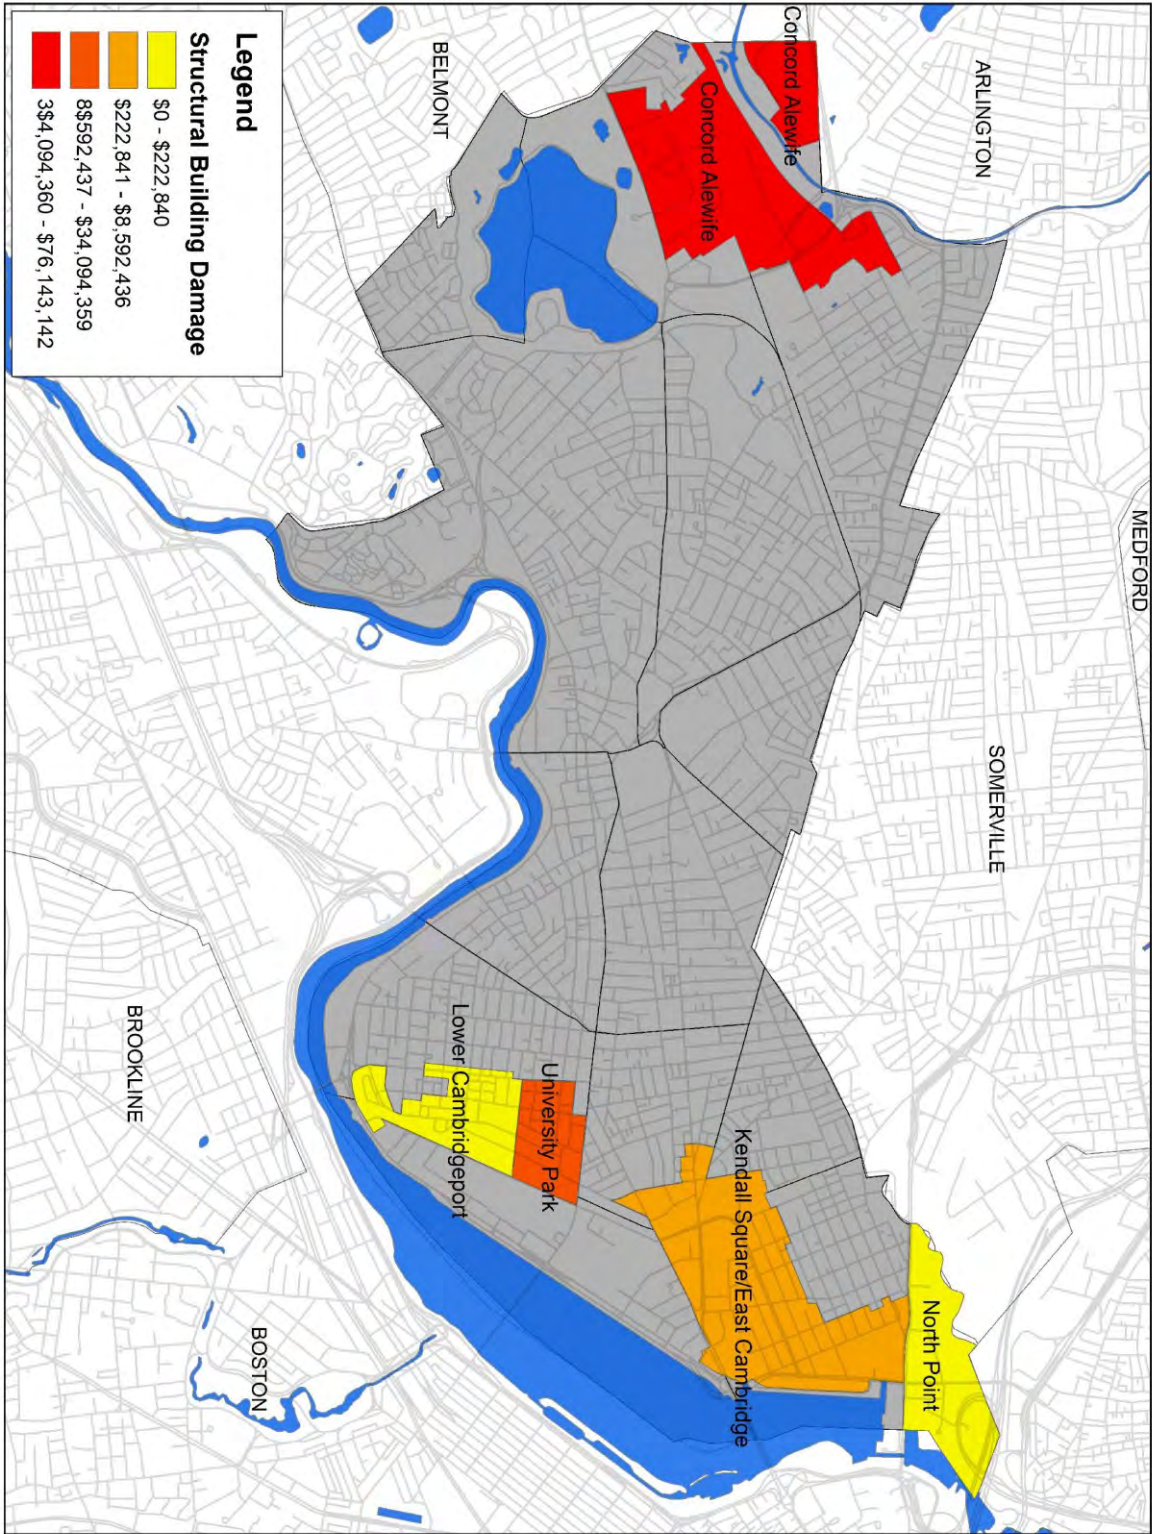 Legend
Structural Building Damage
$0 - $222,840
$222,841 - $8,592,436
8$592,437 - $34,094,359
3$4,094,360 - $76,143,142
MEDFORD
ARLINGTON
SOMERVILLE
Concord Alewife
Concord Alewife
BELMONT
North Point
Kendall Square/East Cambridge
University Park
Lower Cambridgeport
BROOKLINE
BOSTON